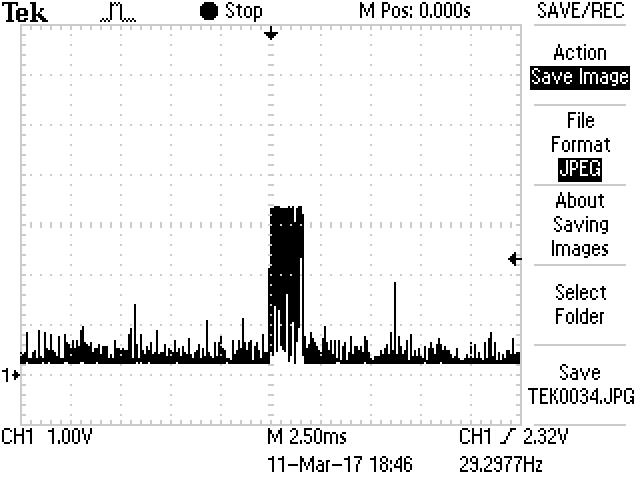 Tek Stop M Pos: 0.000s SAVE/REC
Action
Save Image
File
Format
JPEG
About
Saving
Images
Select
Folder
1
Save
TEK0034.JPG
CH1 1.00V M 2.50ms CH1 2.32V
11-Mar-17 18:46 29.2977Hz